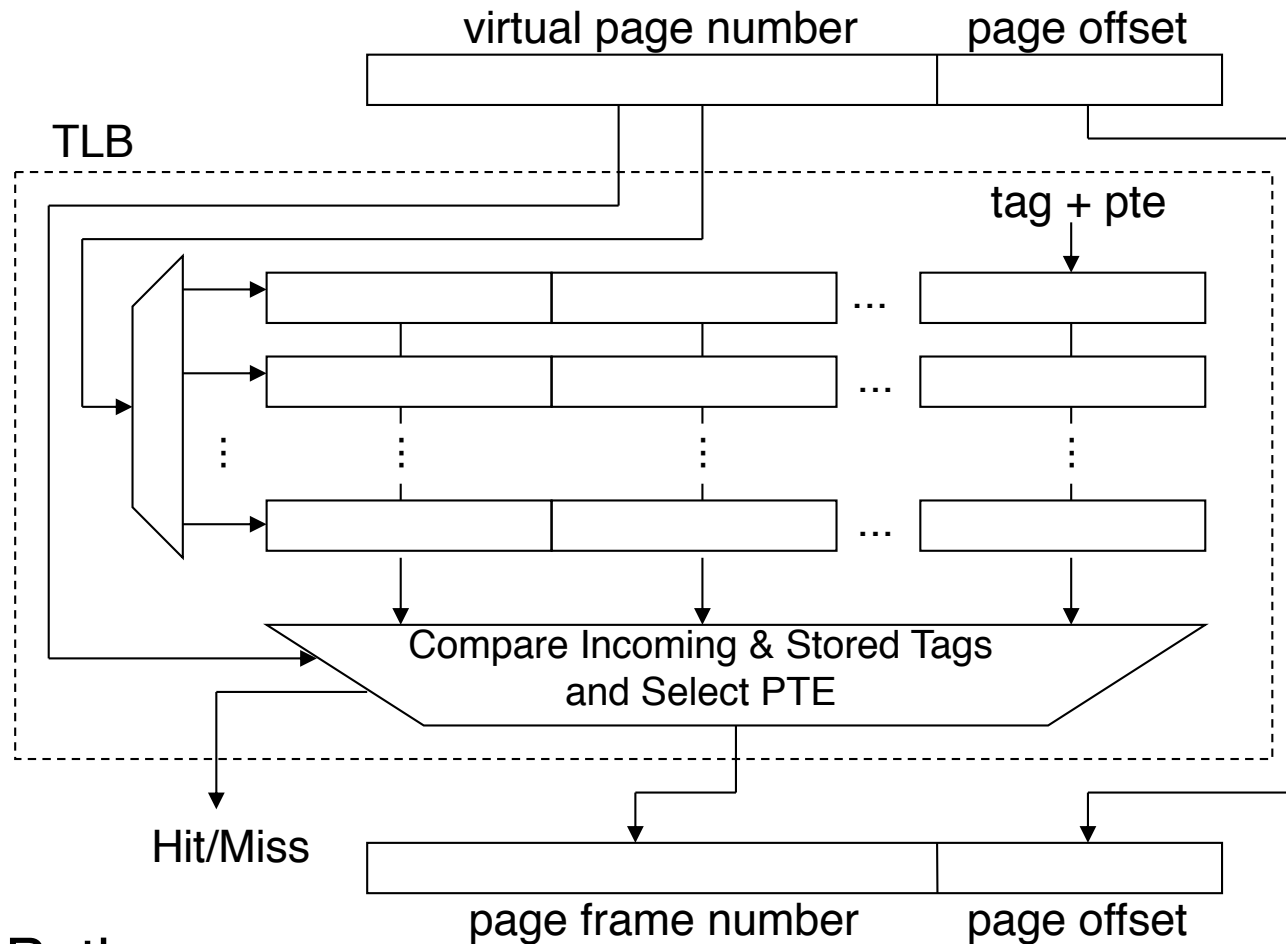 virtual page number page offset
TLB
tag + pte
...
...
...
Compare Incoming & Stored Tags
and Select PTE
Hit/Miss
page frame number page offset